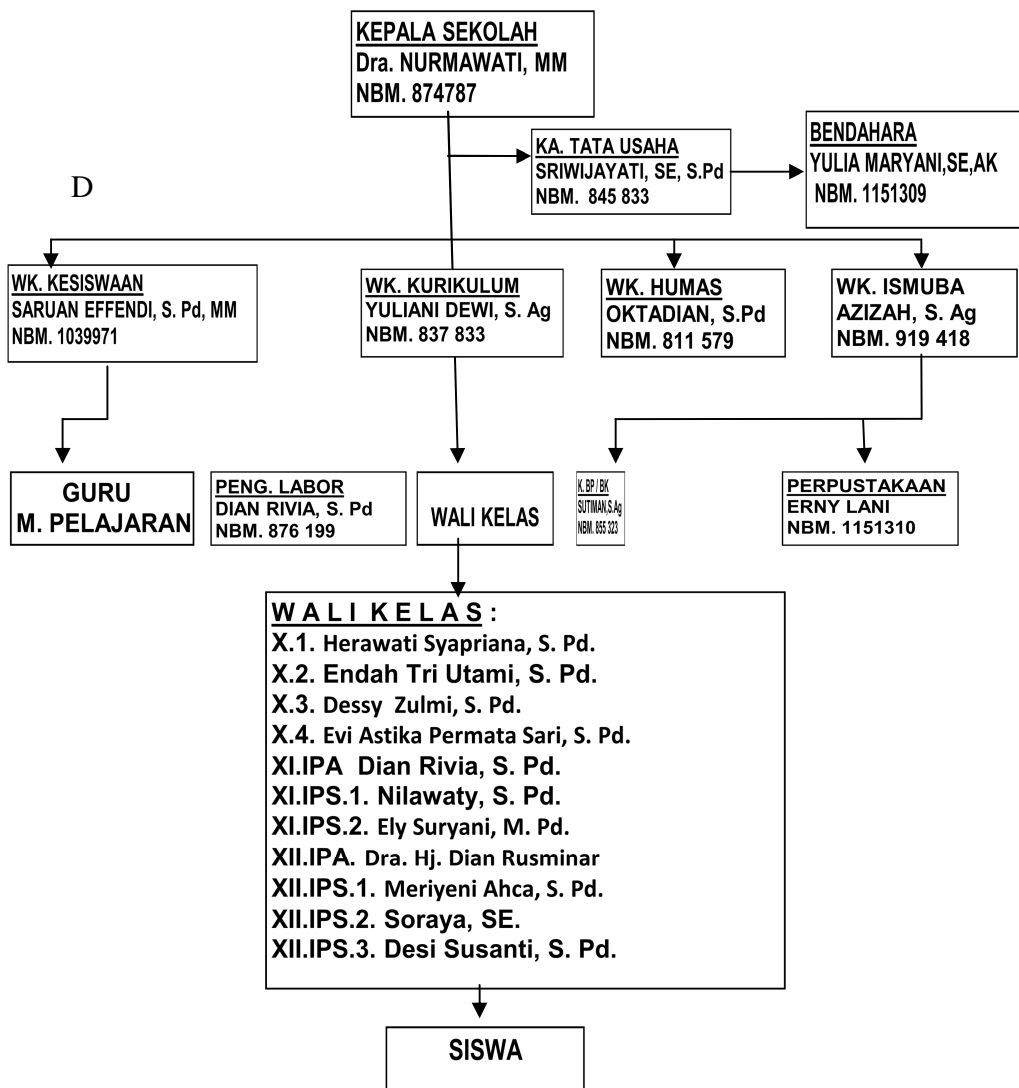 KEPALA SEKOLAH
Dra. NURMAWATI, MM
NBM. 874787
KA. TATA USAHA
SRIWIJAYATI, SE, S.Pd
NBM. 845 833
BENDAHARA
YULIA MARYANI,SE,AK
NBM. 1151309
D
WK. KESISWAAN
SARUAN EFFENDI, S. Pd, MM
NBM. 1039971
WK. KURIKULUM
YULIANI DEWI, S. Ag
NBM. 837 833
WK. HUMAS
OKTADIAN, S.Pd
NBM. 811 579
WK. ISMUBA
AZIZAH, S. Ag
NBM. 919 418
GURU
M. PELAJARAN
PENG. LABOR
DIAN RIVIA, S. Pd
NBM. 876 199
WALI KELAS
K. BP / BK
SUTIMAN,S.Ag
NBM. 855 323
PERPUSTAKAAN
ERNY LANI
NBM. 1151310
W A L I K E L A S :
X.1. Herawati Syapriana, S. Pd.
X.2. Endah Tri Utami, S. Pd.
X.3. Dessy Zulmi, S. Pd.
X.4. Evi Astika Permata Sari, S. Pd.
XI.IPA Dian Rivia, S. Pd.
XI.IPS.1. Nilawaty, S. Pd.
XI.IPS.2. Ely Suryani, M. Pd.
XII.IPA. Dra. Hj. Dian Rusminar
XII.IPS.1. Meriyeni Ahca, S. Pd.
XII.IPS.2. Soraya, SE.
XII.IPS.3. Desi Susanti, S. Pd.
SISWA